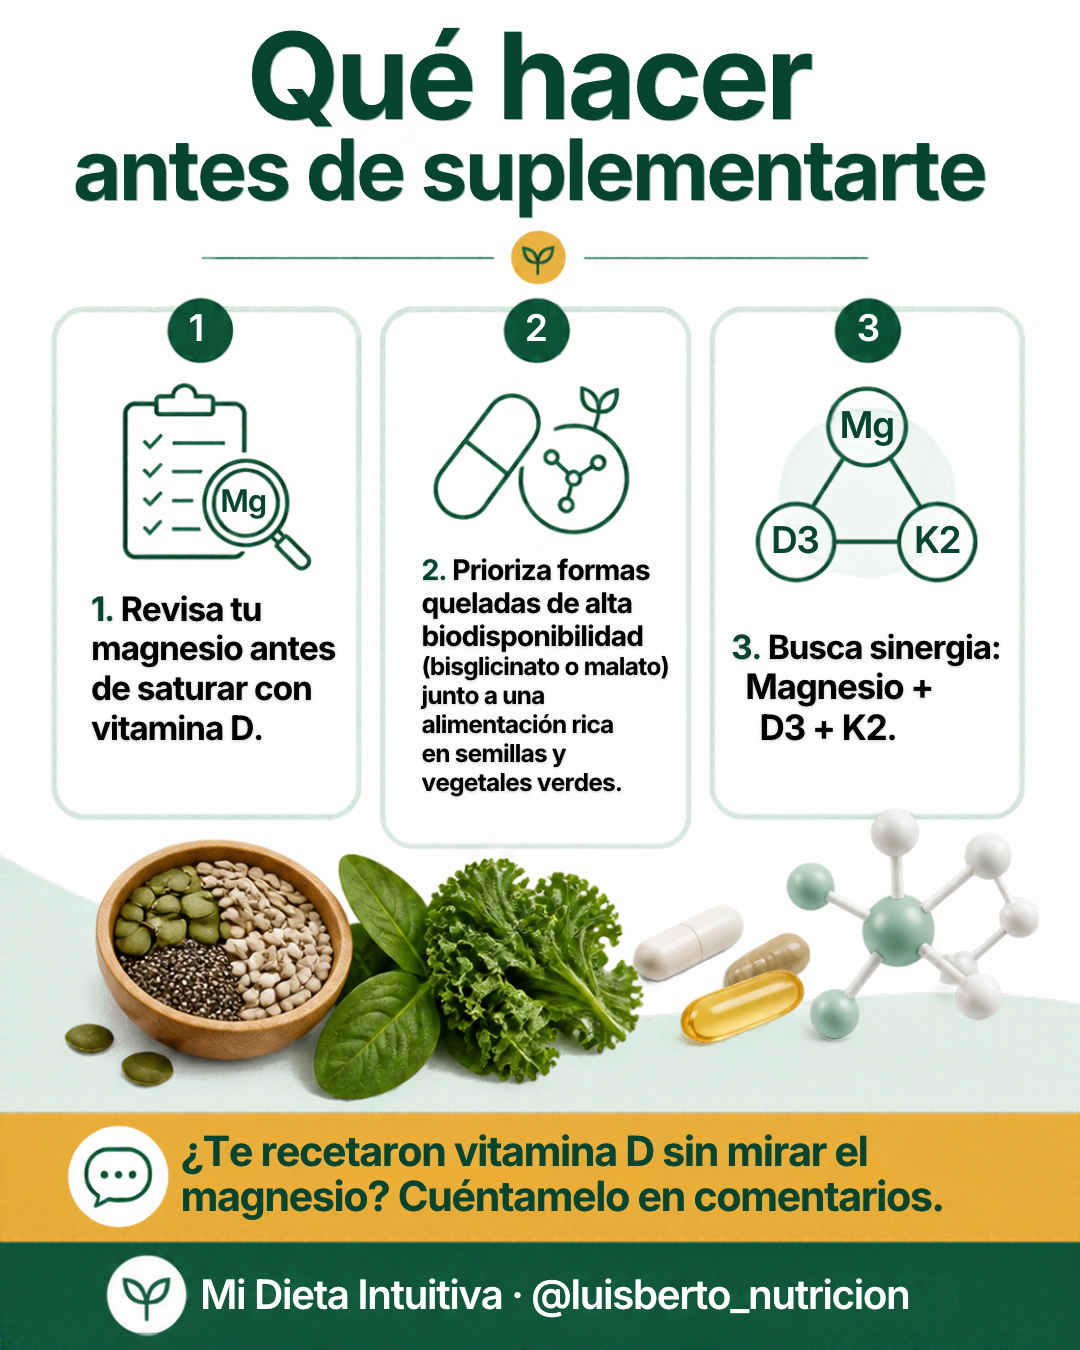 Qué hacer
antes de suplementarte
1
2
3
Mg
Mg
D3
K2
1. Revisa tu
magnesio antes
de saturar con
vitamina D.
2. Prioriza formas
queladas de alta
biodisponibilidad
(bisglicinato o malato)
junto a una
alimentación rica
en semillas y
vegetales verdes.
3. Busca sinergia:
Magnesio +
D3 + K2.
¿Te recetaron vitamina D sin mirar el
magnesio? Cuéntamelo en comentarios.
Mi Dieta Intuitiva · @luisberto_nutricion